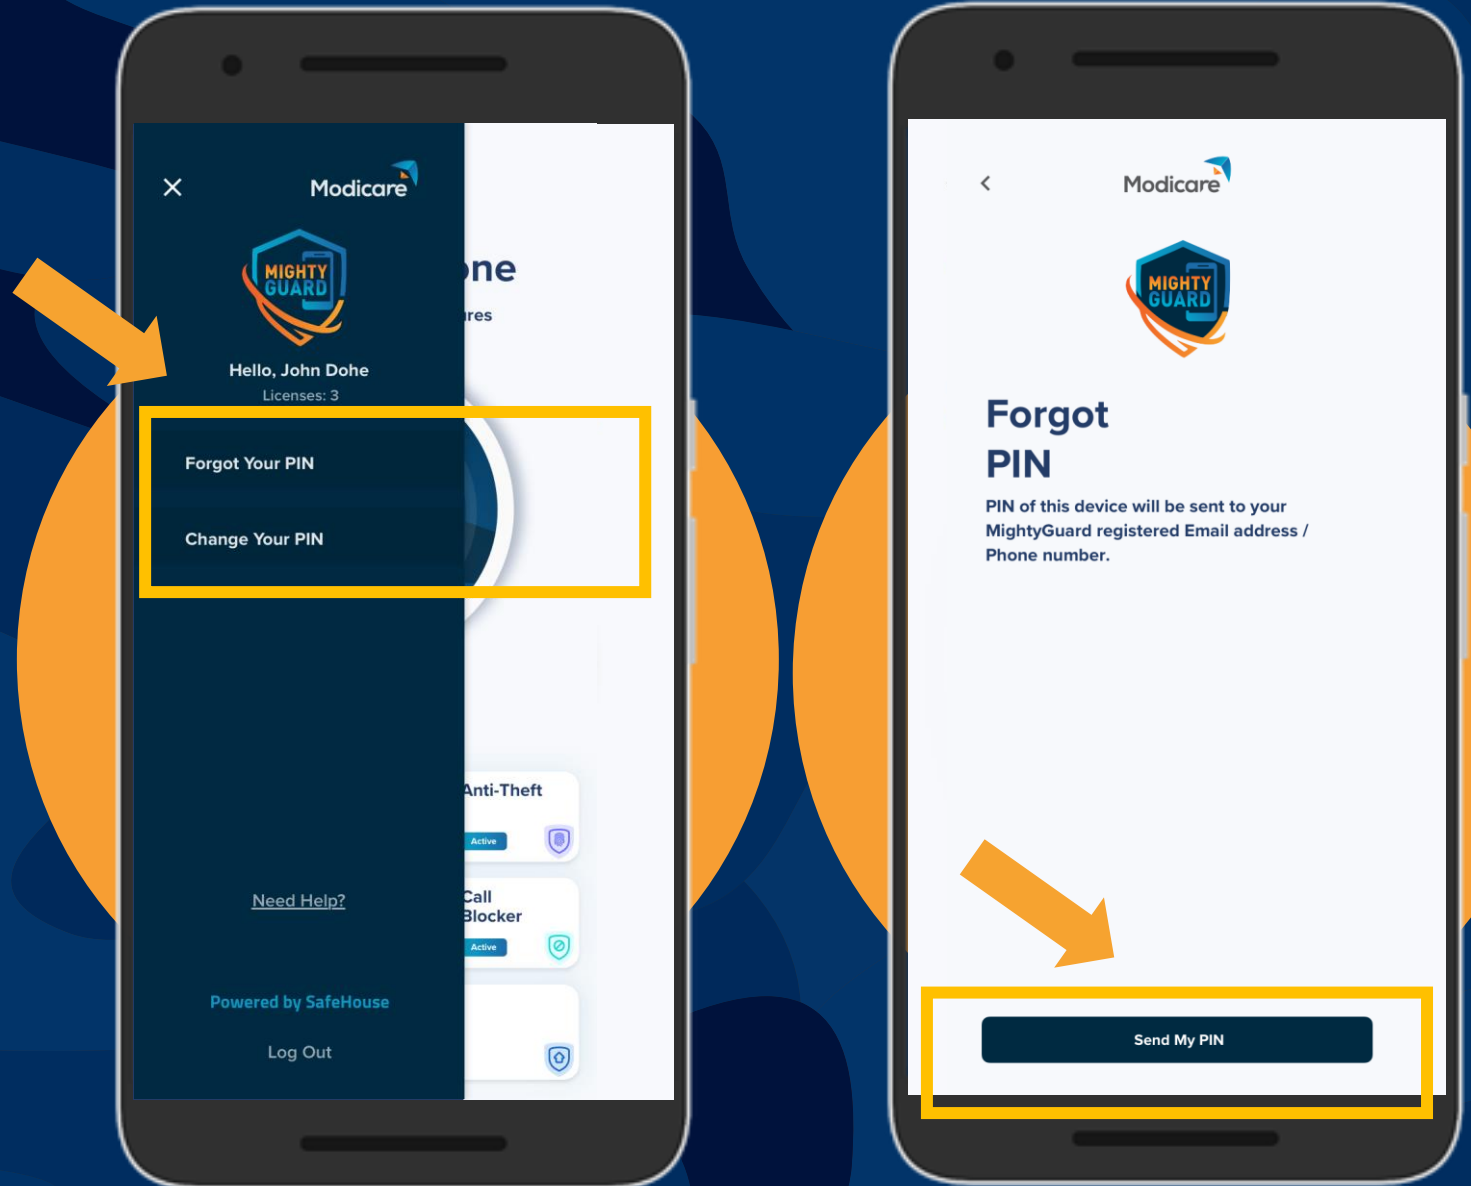 Modicare
MIGHTY
GUARD
Hello, John Dohe
Licenses: 3
Forgot Your PIN
Change Your PIN
Need Help?
Powered by SafeHouse
Log Out
Anti-Theft
Active
Call
Blocker
Active
Modicare
MIGHTY
GUARD
Forgot
PIN
PIN of this device will be sent to your
MightyGuard registered Email address /
Phone number.
Send My PIN